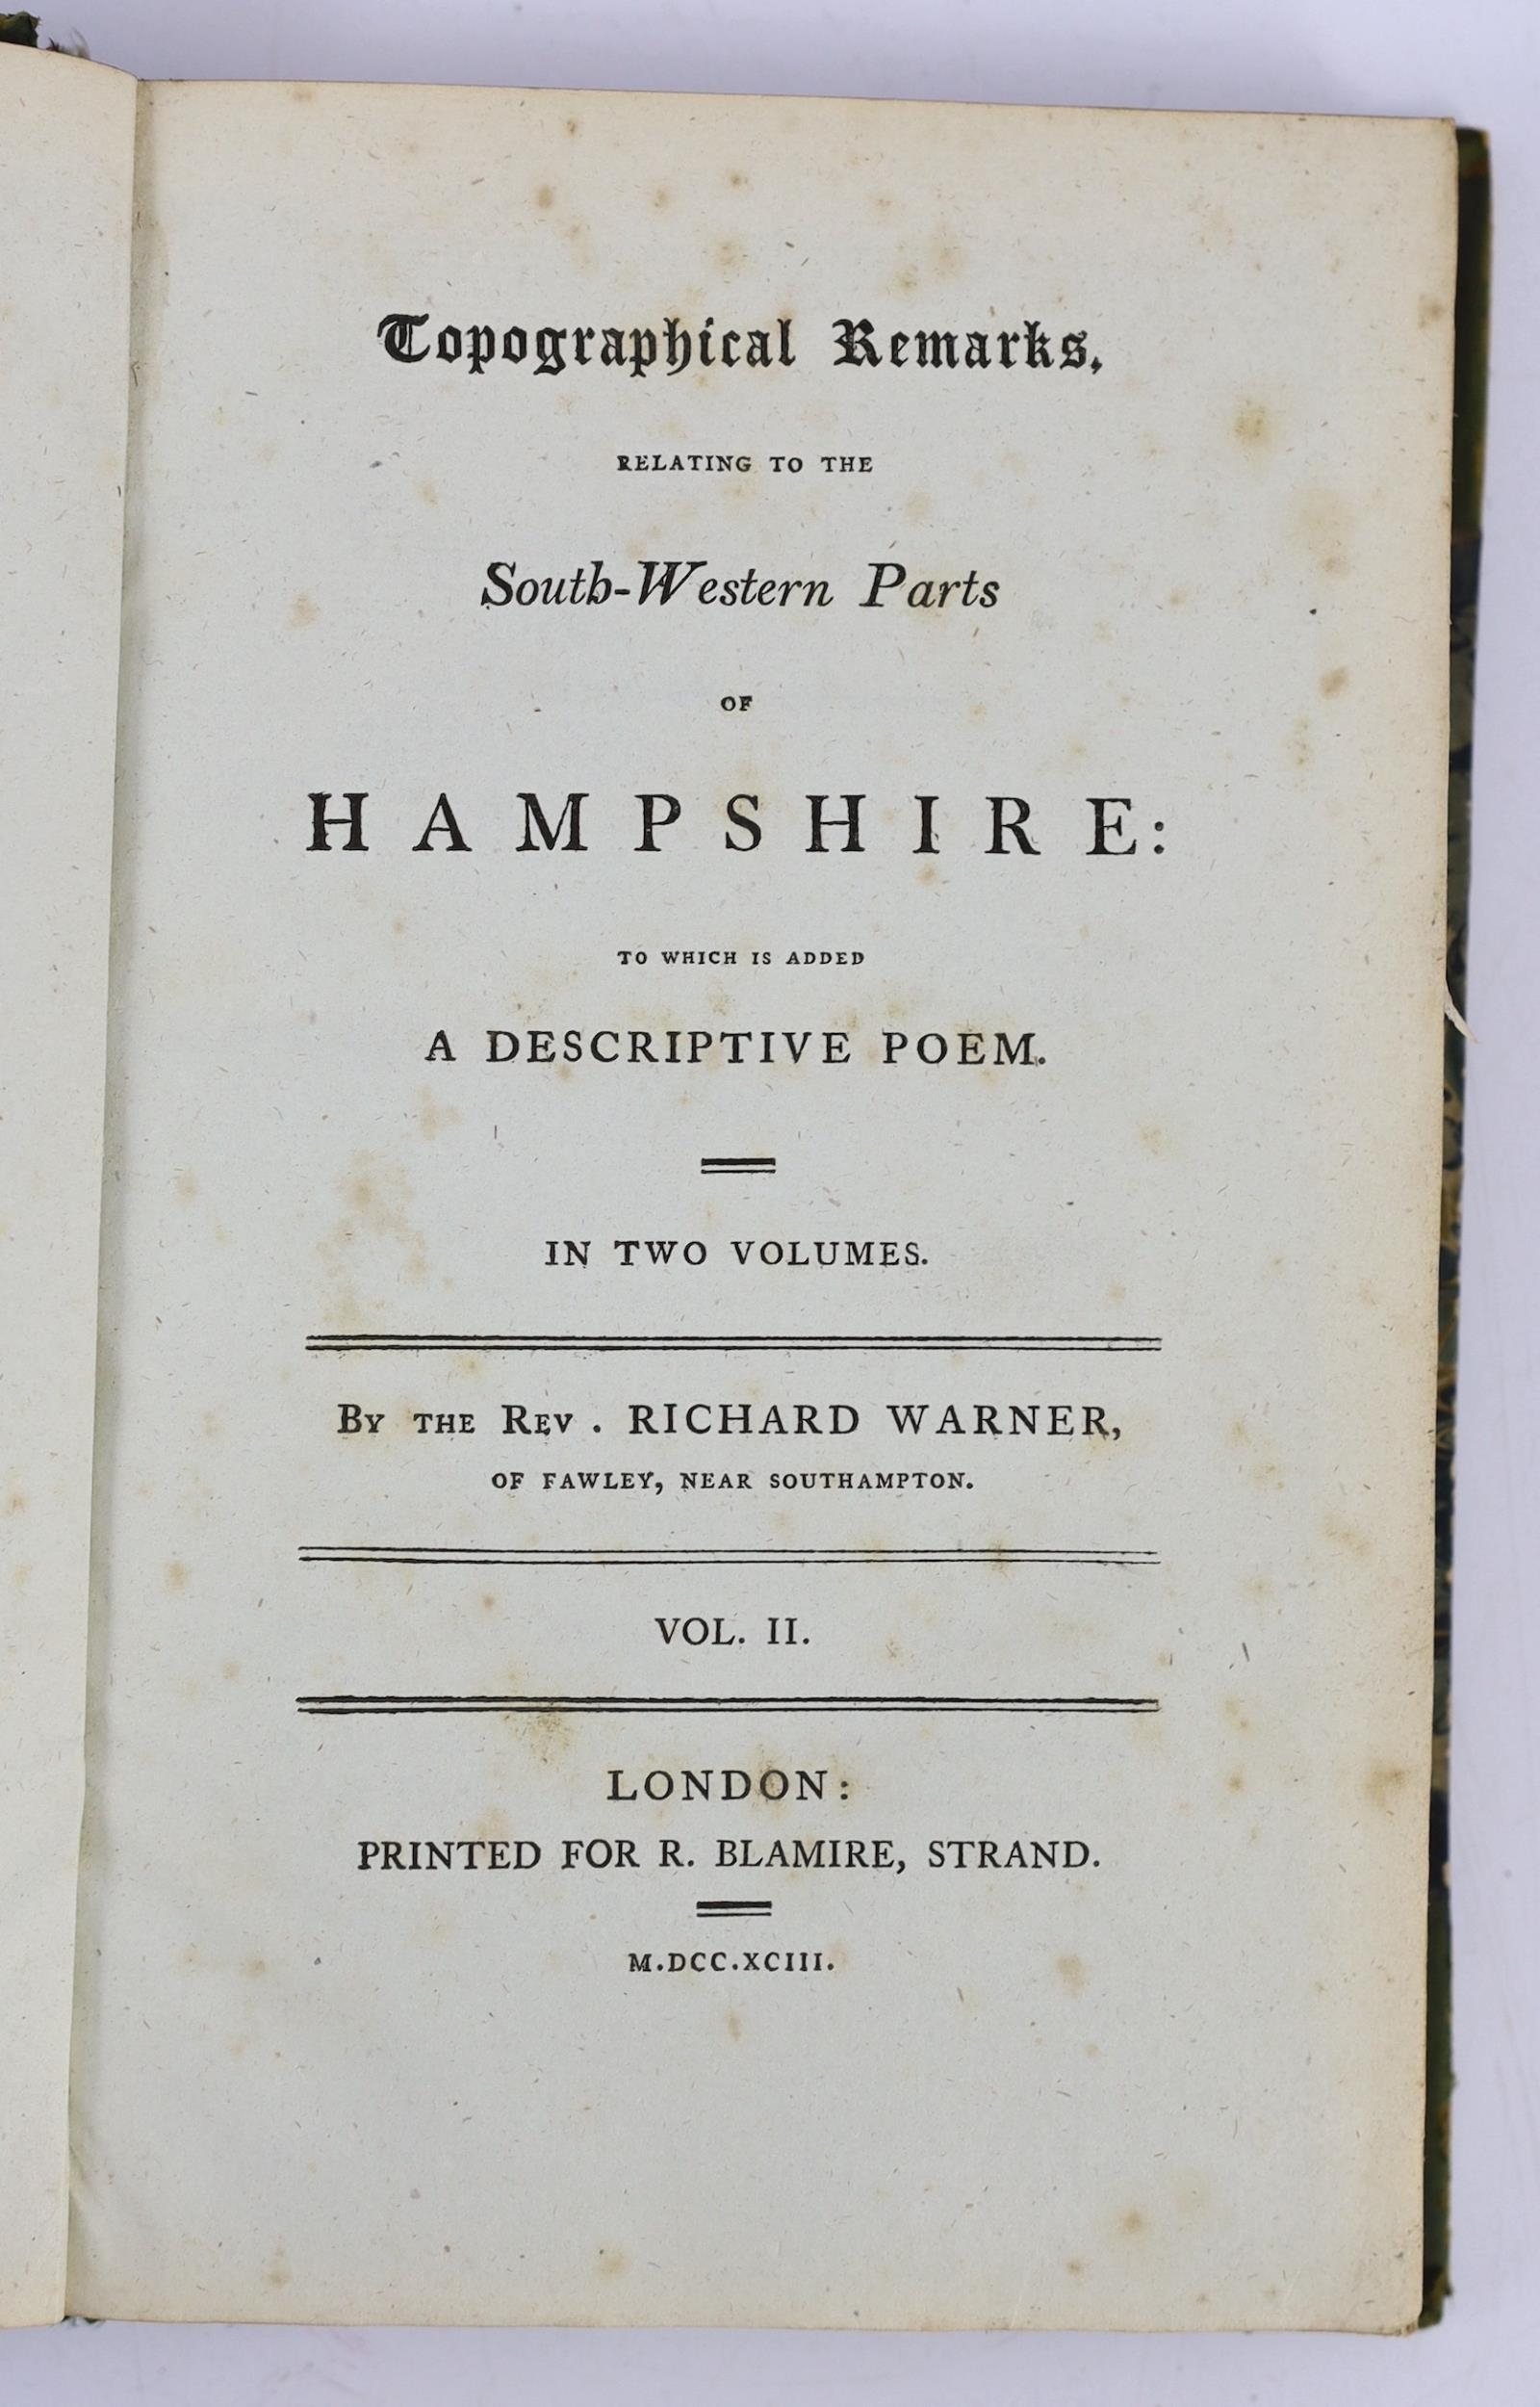 Topographical Remarks,
RELATING TO THE
South-Western Parts
OF
HAMPSHIRE:
TO WHICH IS ADDED
A DESCRIPTIVE POEM.
IN TWO VOLUMES.
BY THE REV. RICHARD WARNER,
OF FAWLEY, NEAR SOUTHAMPTON.
VOL. II.
LONDON:
PRINTED FOR R. BLAMIRE, STRAND.
M.DCC.XCIII.